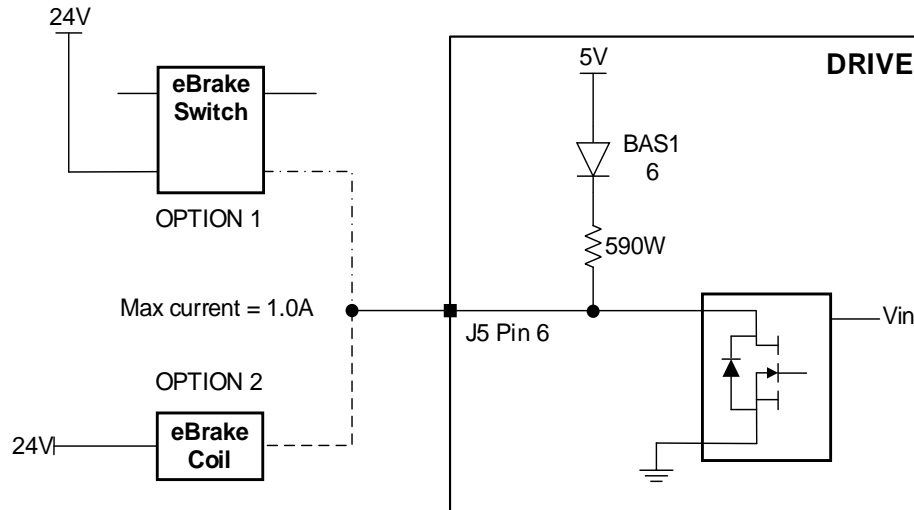 24V
eBrake
Switch
OPTION 1
Max current = 1.0A
OPTION 2
24V
eBrake
Coil
DRIVE
5V
BAS1
6
590W
J5 Pin 6
Vin